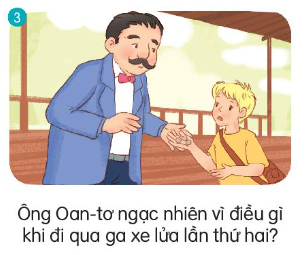 3
Ông Oan-tơ ngạc nhiên vì điều gì
khi đi qua ga xe lửa lần thứ hai?